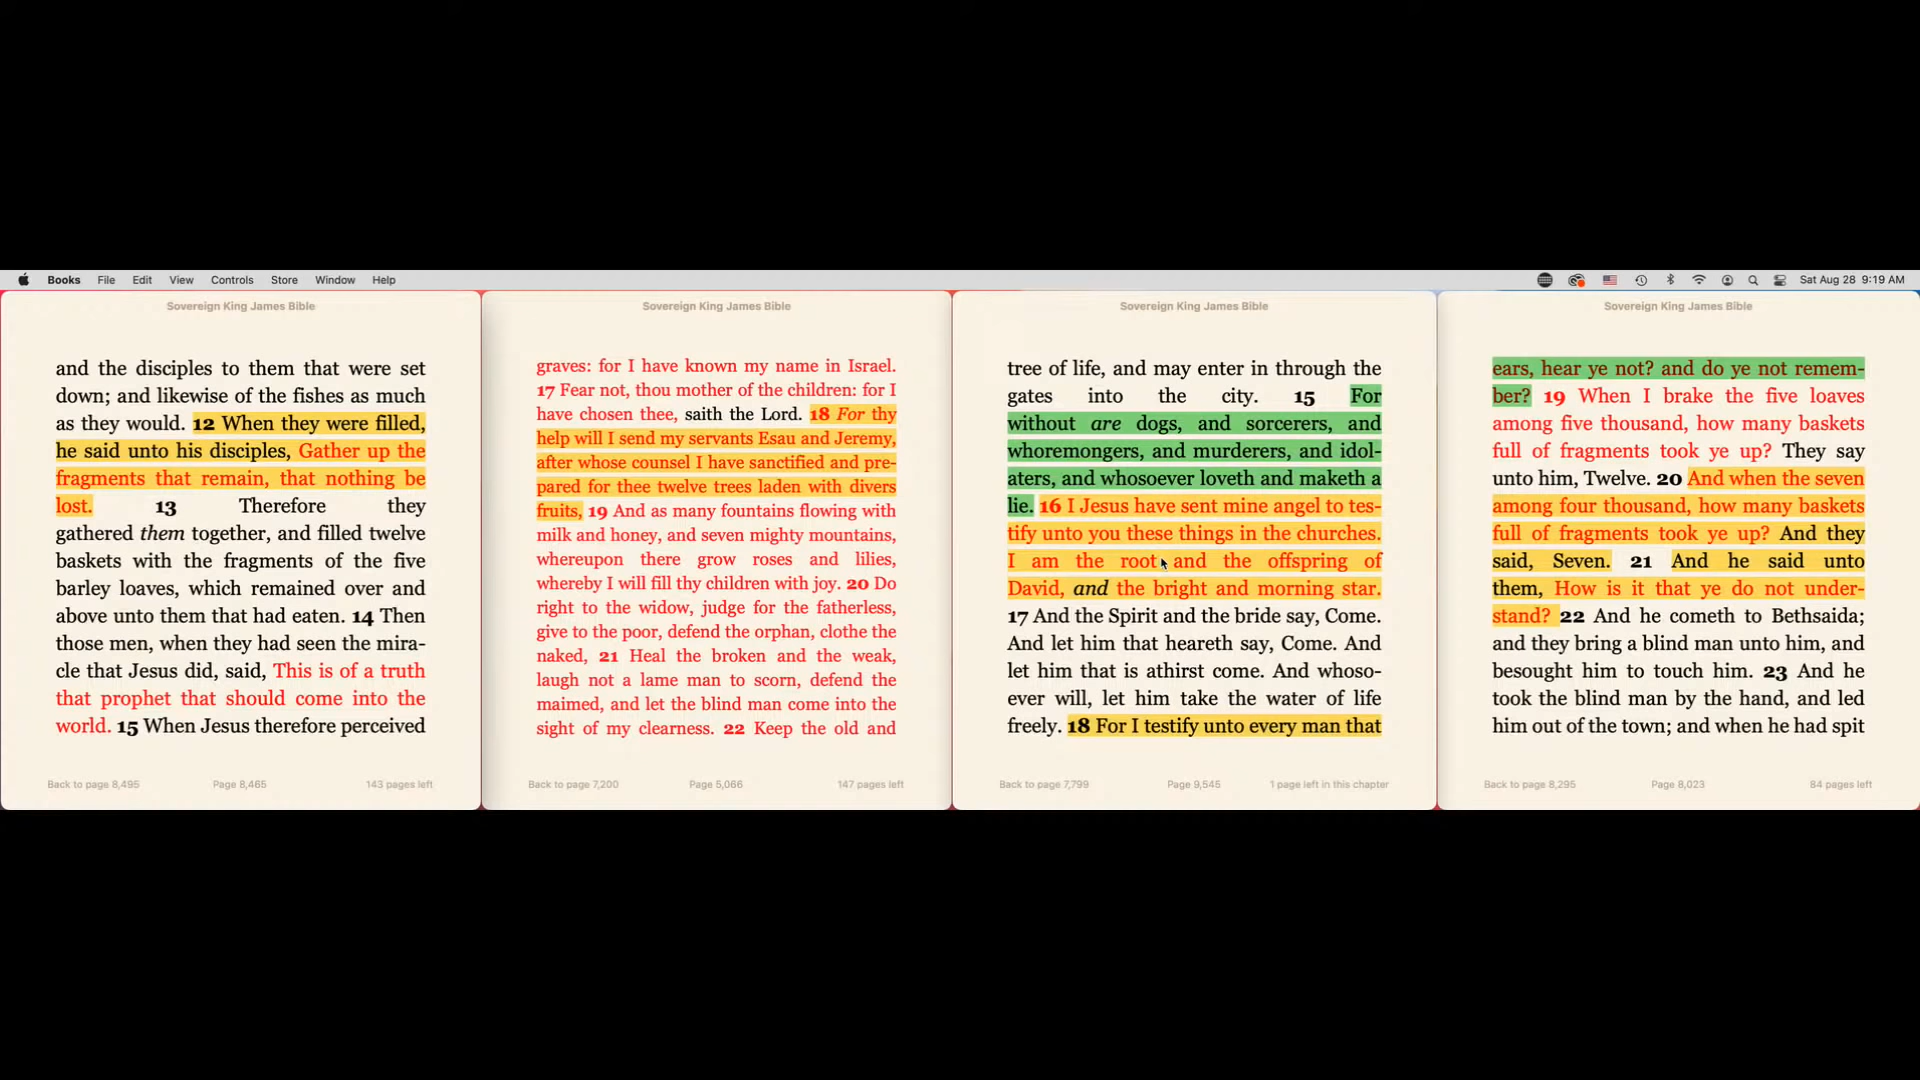 Books File Edit View Controls Store Window Help Sat Aug 28 9:19 AM
Sovereign King James Bible
and the disciples to them that were set
down; and likewise of the fishes as much
as they would. 12 When they were filled,
he said unto his disciples, Gather up the
fragments that remain, that nothing be
lost. 13 Therefore they
gathered them together, and filled twelve
baskets with the fragments of the five
barley loaves, which remained over and
above unto them that had eaten. 14 Then
those men, when they had seen the mira-
cle that Jesus did, said, This is of a truth
that prophet that should come into the
world. 15 When Jesus therefore perceived
Back to page 8,495 Page 8,465 143 pages left
Sovereign King James Bible
graves: for I have known my name in Israel.
17 Fear not, thou mother of the children: for I
have chosen thee, saith the Lord. 18 For thy
help will I send my servants Esau and Jeremy,
after whose counsel I have sanctified and pre-
pared for thee twelve trees laden with divers
fruits, 19 And as many fountains flowing with
milk and honey, and seven mighty mountains,
whereupon there grow roses and lilies,
whereby I will fill thy children with joy. 20 Do
right to the widow, judge for the fatherless,
give to the poor, defend the orphan, clothe the
naked, 21 Heal the broken and the weak,
laugh not a lame man to scorn, defend the
maimed, and let the blind man come into the
sight of my clearness. 22 Keep the old and
Back to page 7,200 Page 5,066 147 pages left
Sovereign King James Bible
tree of life, and may enter in through the
gates into the city. 15 For
without are dogs, and sorcerers, and
whoremongers, and murderers, and idol-
aters, and whosoever loveth and maketh a
lie. 16 I Jesus have sent mine angel to tes-
tify unto you these things in the churches.
I am the root and the offspring of
David, and the bright and morning star.
17 And the Spirit and the bride say, Come.
And let him that heareth say, Come. And
let him that is athirst come. And whoso-
ever will, let him take the water of life
freely. 18 For I testify unto every man that
Back to page 7,799 Page 9,545 1 page left in this chapter
Sovereign King James Bible
ears, hear ye not? and do ye not remem-
ber? 19 When I brake the five loaves
among five thousand, how many baskets
full of fragments took ye up? They say
unto him, Twelve. 20 And when the seven
among four thousand, how many baskets
full of fragments took ye up? And they
said, Seven. 21 And he said unto
them, How is it that ye do not under-
stand? 22 And he cometh to Bethsaida;
and they bring a blind man unto him, and
besought him to touch him. 23 And he
took the blind man by the hand, and led
him out of the town; and when he had spit
Back to page 8,295 Page 8,023 84 pages left